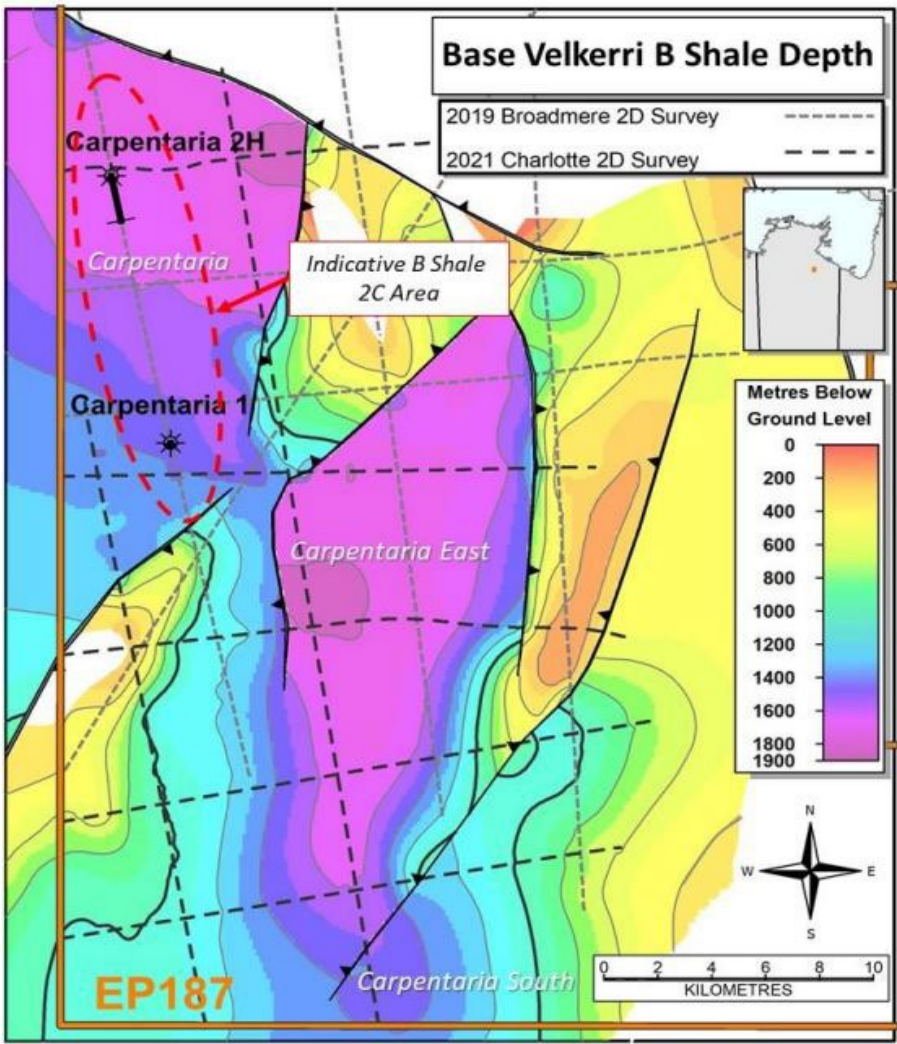 Base Velkerri B Shale Depth
2019 Broadmere 2D Survey
2021 Charlotte 2D Survey
Carpentaria 2H
Carpentaria
Indicative B Shale
2C Area
Carpentaria 1
Carpentaria East
Carpentaria South
EP187
Metres Below
Ground Level
0
200
400
600
800
1000
1200
1400
1600
1800
1900
N
W
E
S
0 2 4 6 8 10
KILOMETRES